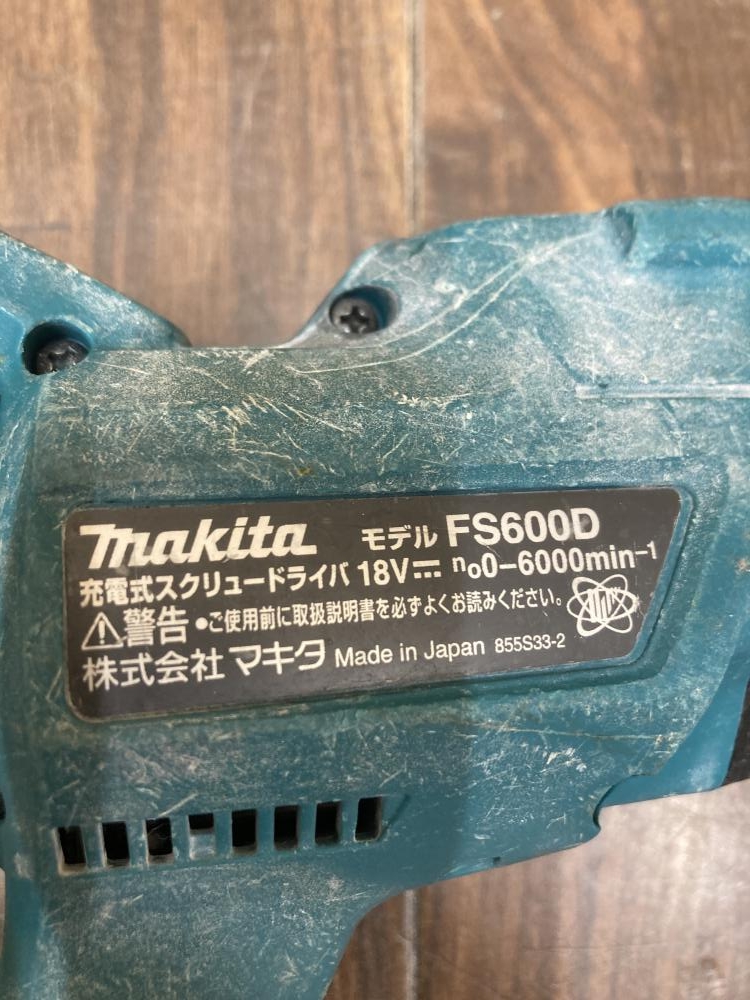 makita モデル FS600D
充電式スクリュードライバ 18V⎓ n₀0-6000min⁻¹
⚠警告 •ご使用前に取扱説明書を必ずよくお読みください。
株式会社 マキタ Made in Japan 855S33-2